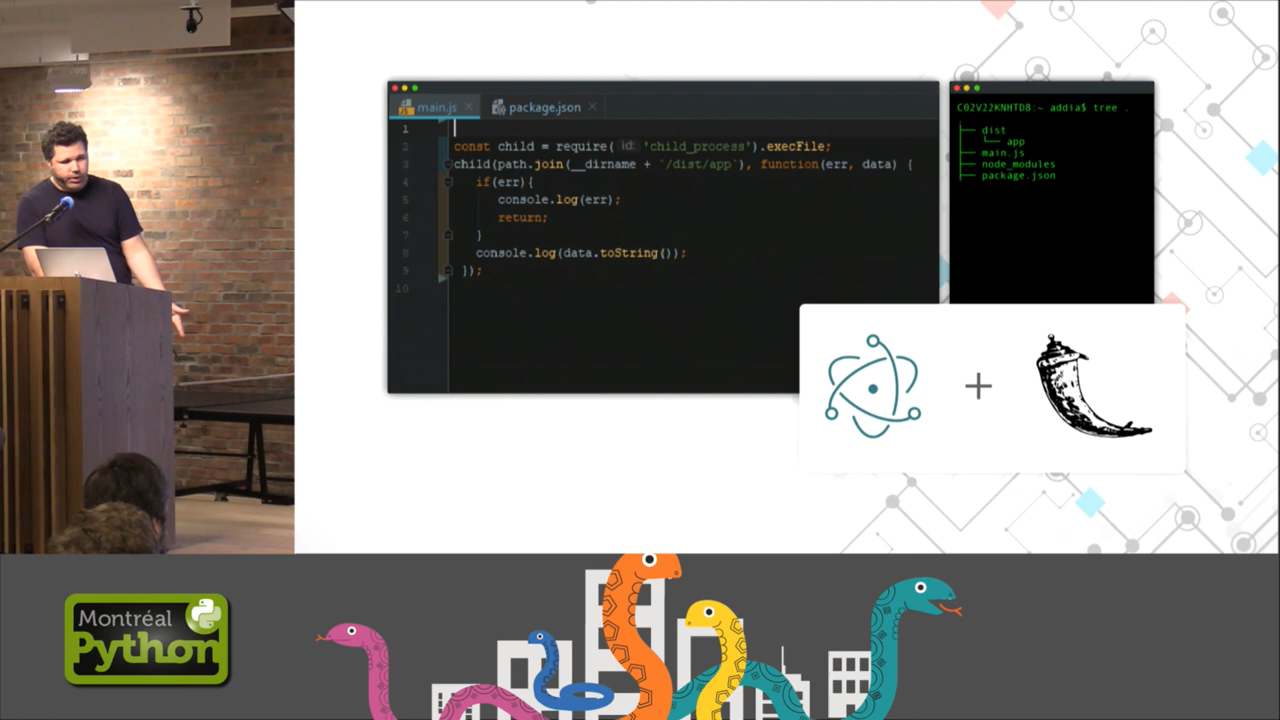 main.js
package.json
1
2 const child = require( id: 'child_process').execFile;
3 child(path.join(__dirname + '/dist/app'), function(err, data) {
4 if(err){
5 console.log(err);
6 return;
7 }
8 console.log(data.toString());
9 });
10
C02V22KNHTD8:~ addia$ tree .
.
├── dist
│   └── app
├── main.js
├── node_modules
├── package.json
+
Montréal
Python